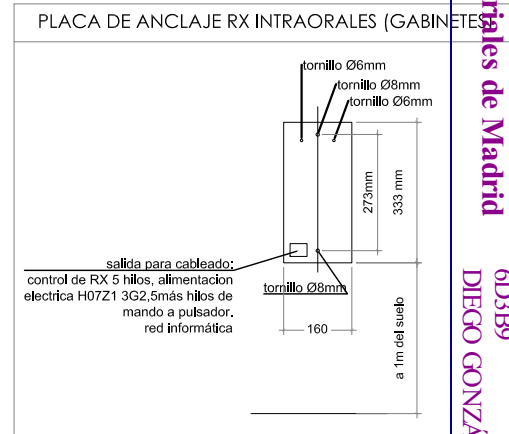 PLACA DE ANCLAJE RX INTRAORALES (GABINETES)
tornillo Ø6mm
tornillo Ø8mm
tornillo Ø6mm
273mm
333 mm
salida para cableado:
control de RX 5 hilos, alimentacion
electrica H07Z1 3G2,5más hilos de
mando a pulsador.
red informática
tornillo Ø8mm
160
a 1m del suelo
riales de Madrid
DIEGO GONZÁ